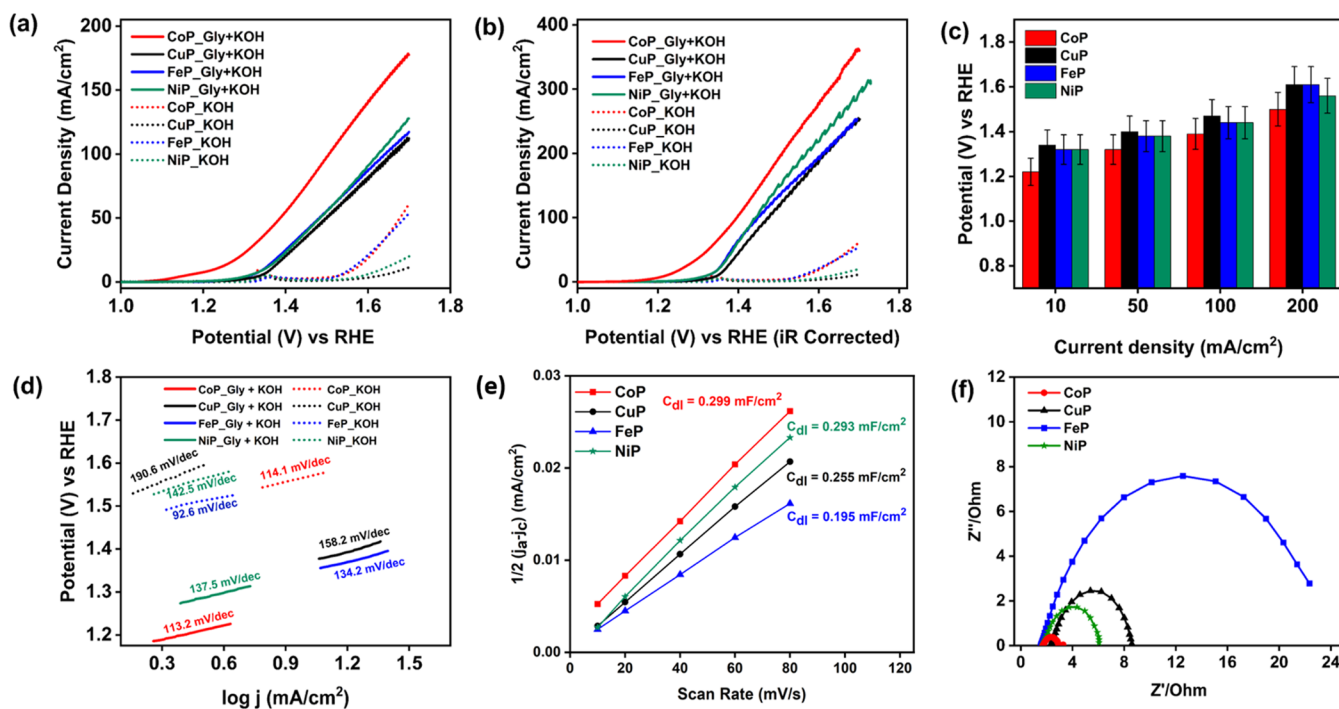 (a)
200
150
100
50
0
1.0
1.2
1.4
1.6
1.8
Current Density (mA/cm²)
Potential (V) vs RHE
CoP_Gly+KOH
CuP_Gly+KOH
FeP_Gly+KOH
NiP_Gly+KOH
CoP_KOH
CuP_KOH
FeP_KOH
NiP_KOH
(b)
400
300
200
100
0
1.0
1.2
1.4
1.6
1.8
Current Density (mA/cm²)
Potential (V) vs RHE (iR Corrected)
CoP_Gly+KOH
CuP_Gly+KOH
FeP_Gly+KOH
NiP_Gly+KOH
CoP_KOH
CuP_KOH
FeP_KOH
NiP_KOH
(c)
1.8
1.6
1.4
1.2
1.0
0.8
10
50
100
200
Potential (V) vs RHE
Current density (mA/cm²)
CoP
CuP
FeP
NiP
(d)
1.8
1.7
1.6
1.5
1.4
1.3
1.2
0.3
0.6
0.9
1.2
1.5
Potential (V) vs RHE
log j (mA/cm²)
CoP_Gly + KOH
CuP_Gly + KOH
FeP_Gly + KOH
NiP_Gly + KOH
CoP_KOH
CuP_KOH
FeP_KOH
NiP_KOH
190.6 mV/dec
142.5 mV/dec
92.6 mV/dec
114.1 mV/dec
158.2 mV/dec
134.2 mV/dec
137.5 mV/dec
113.2 mV/dec
(e)
0.03
0.02
0.01
0.00
0
20
40
60
80
100
120
1/2 (ja-jc) (mA/cm²)
Scan Rate (mV/s)
CoP
CuP
FeP
NiP
Cdl = 0.299 mF/cm²
Cdl = 0.293 mF/cm²
Cdl = 0.255 mF/cm²
Cdl = 0.195 mF/cm²
(f)
12
10
8
6
4
2
0
0
4
8
12
16
20
24
Z''/Ohm
Z'/Ohm
CoP
CuP
FeP
NiP